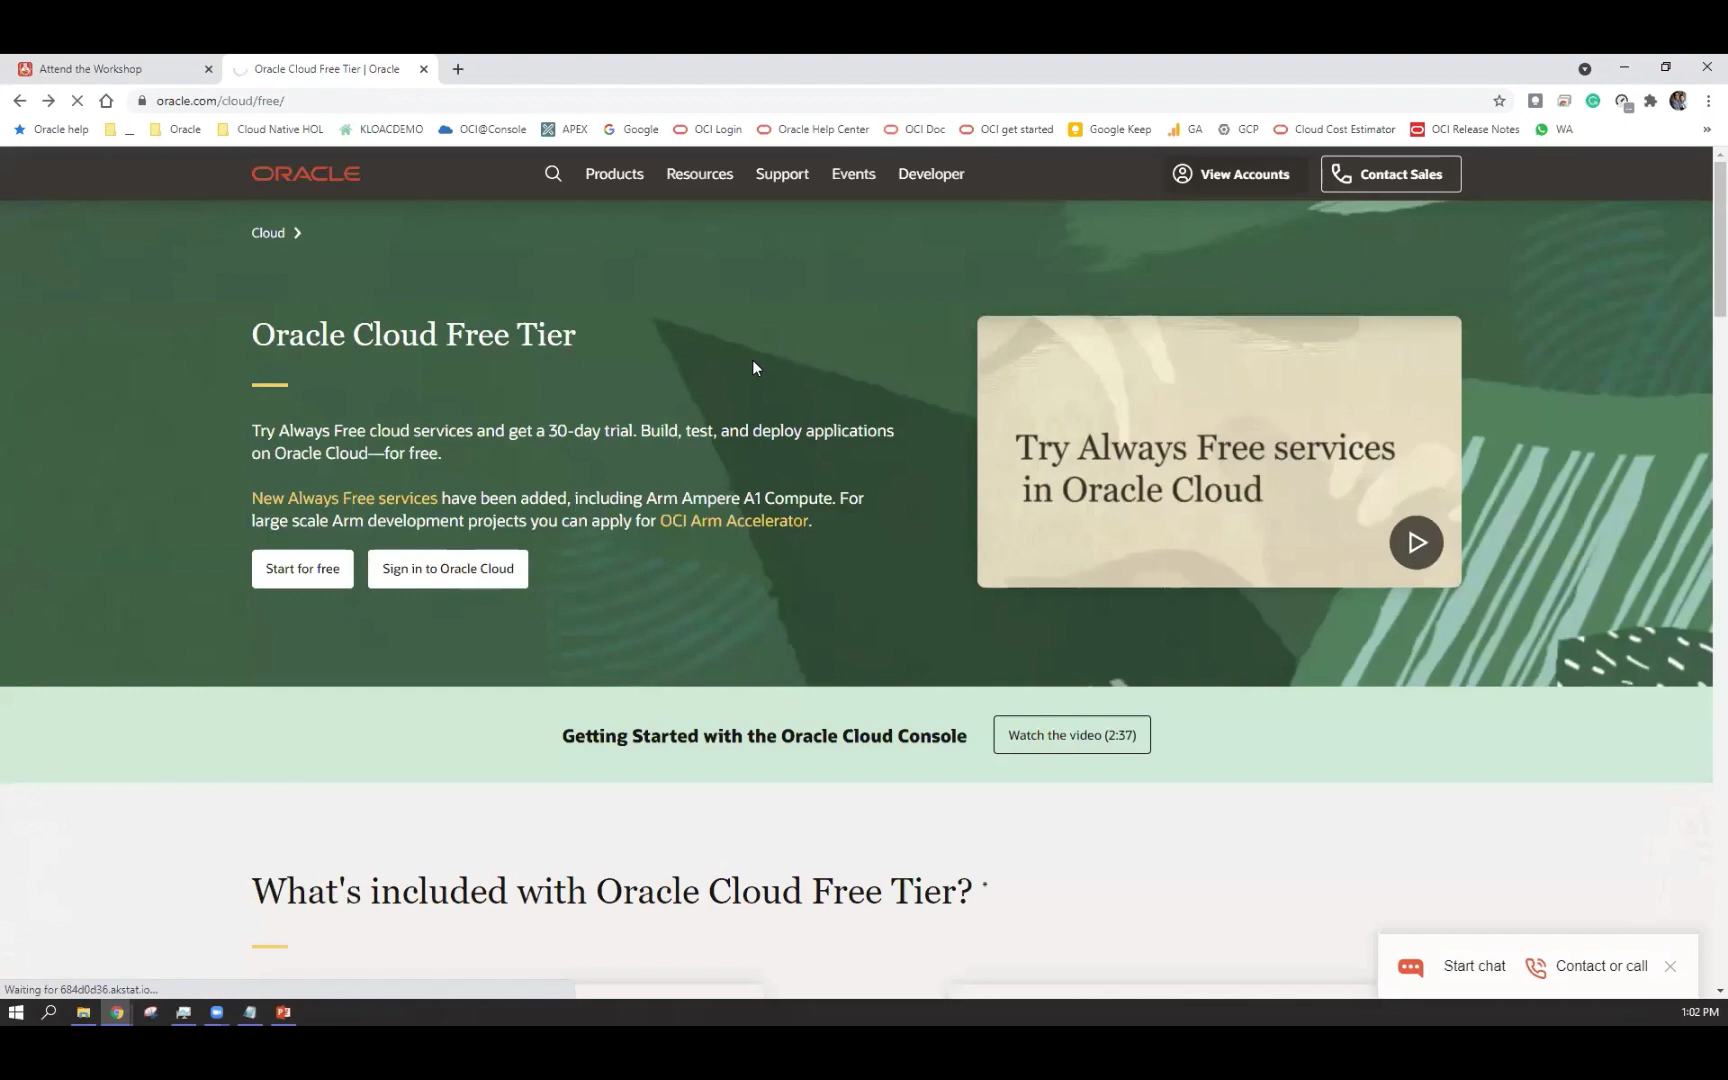 Attend the Workshop
Oracle Cloud Free Tier | Oracle
oracle.com/cloud/free/
Oracle help
_
Oracle
Cloud Native HOL
KLOACDEMO
OCI@Console
APEX
Google
OCI Login
Oracle Help Center
OCI Doc
OCI get started
Google Keep
GA
GCP
Cloud Cost Estimator
OCI Release Notes
WA
»
ORACLE
Products
Resources
Support
Events
Developer
View Accounts
Contact Sales
Cloud
Oracle Cloud Free Tier
Try Always Free cloud services and get a 30-day trial. Build, test, and deploy applications
on Oracle Cloud—for free.
New Always Free services have been added, including Arm Ampere A1 Compute. For
large scale Arm development projects you can apply for OCI Arm Accelerator.
Start for free
Sign in to Oracle Cloud
Try Always Free services
in Oracle Cloud
Getting Started with the Oracle Cloud Console
Watch the video (2:37)
What's included with Oracle Cloud Free Tier? *
Start chat
Contact or call
Waiting for 684d0d36.akstat.io...
1:02 PM